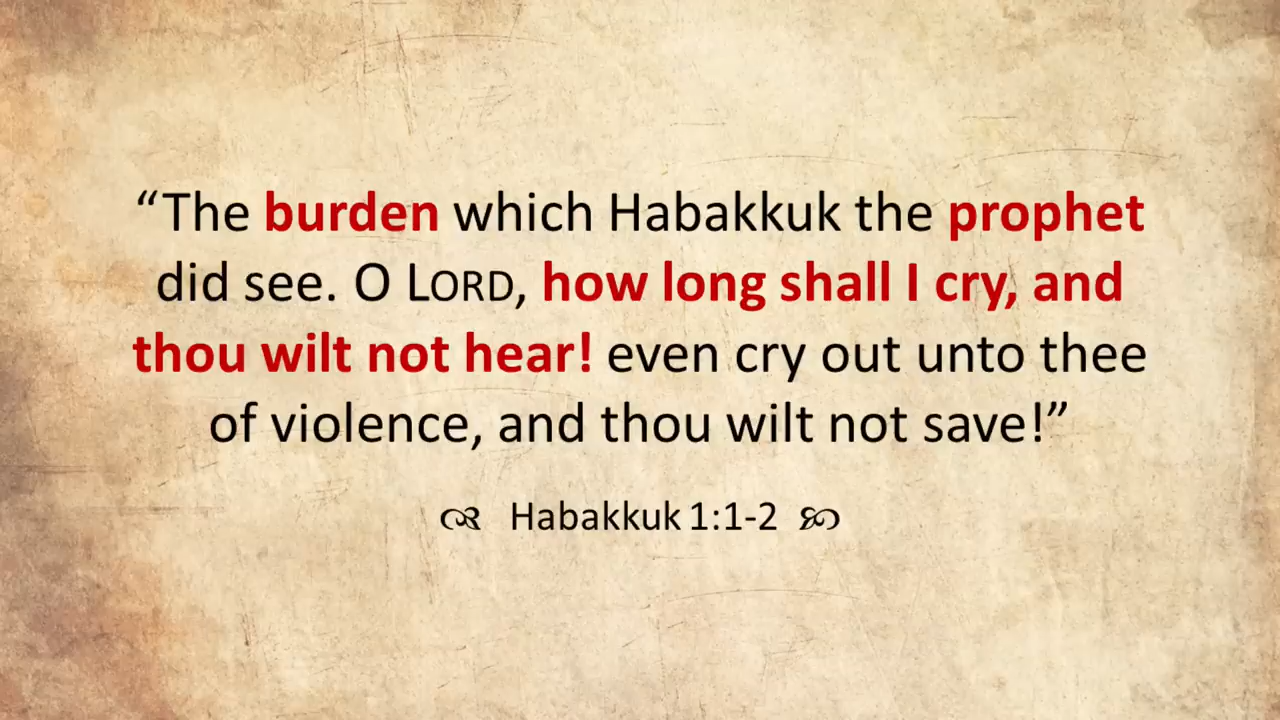 “The burden which Habakkuk the prophet
did see. O LORD, how long shall I cry, and
thou wilt not hear! even cry out unto thee
of violence, and thou wilt not save!”
Habakkuk 1:1-2